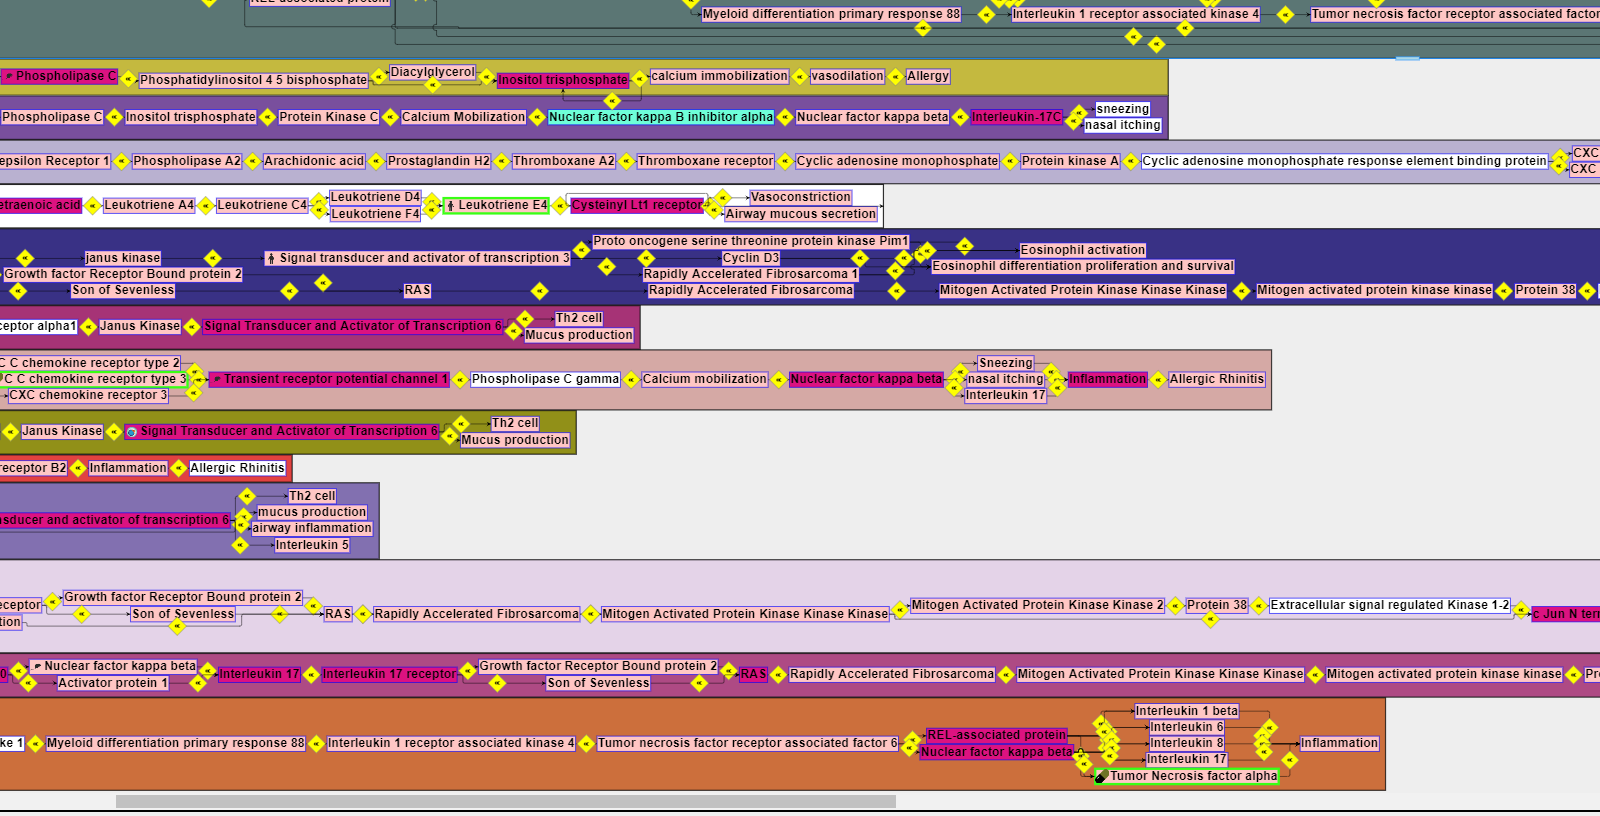 REL-associated protein
Myeloid differentiation primary response 88
Interleukin 1 receptor associated kinase 4
Tumor necrosis factor receptor associated factor
Phospholipase C
Phosphatidylinositol 4 5 bisphosphate
Diacylglycerol
Inositol trisphosphate
calcium immobilization
vasodilation
Allergy
Phospholipase C
Inositol trisphosphate
Protein Kinase C
Calcium Mobilization
Nuclear factor kappa B inhibitor alpha
Nuclear factor kappa beta
Interleukin-17C
sneezing
nasal itching
epsilon Receptor 1
Phospholipase A2
Arachidonic acid
Prostaglandin H2
Thromboxane A2
Thromboxane receptor
Cyclic adenosine monophosphate
Protein kinase A
Cyclic adenosine monophosphate response element binding protein
CXC
CXC
etraenoic acid
Leukotriene A4
Leukotriene C4
Leukotriene D4
Leukotriene F4
Leukotriene E4
Cysteinyl Lt1 receptor
Vasoconstriction
Airway mucous secretion
Proto oncogene serine threonine protein kinase Pim1
janus kinase
Signal transducer and activator of transcription 3
Cyclin D3
Eosinophil activation
Eosinophil differentiation proliferation and survival
Growth factor Receptor Bound protein 2
Rapidly Accelerated Fibrosarcoma 1
Son of Sevenless
RAS
Rapidly Accelerated Fibrosarcoma
Mitogen Activated Protein Kinase Kinase Kinase
Mitogen activated protein kinase kinase
Protein 38
ceptor alpha1
Janus Kinase
Signal Transducer and Activator of Transcription 6
Th2 cell
Mucus production
C C chemokine receptor type 2
C C chemokine receptor type 3
CXC chemokine receptor 3
Transient receptor potential channel 1
Phospholipase C gamma
Calcium mobilization
Nuclear factor kappa beta
Sneezing
nasal itching
Interleukin 17
Inflammation
Allergic Rhinitis
Janus Kinase
Signal Transducer and Activator of Transcription 6
Th2 cell
Mucus production
receptor B2
Inflammation
Allergic Rhinitis
nsducer and activator of transcription 6
Th2 cell
mucus production
airway inflammation
Interleukin 5
eceptor
tion
Growth factor Receptor Bound protein 2
Son of Sevenless
RAS
Rapidly Accelerated Fibrosarcoma
Mitogen Activated Protein Kinase Kinase Kinase
Mitogen Activated Protein Kinase Kinase 2
Protein 38
Extracellular signal regulated Kinase 1-2
c Jun N terr
0
Nuclear factor kappa beta
Activator protein 1
Interleukin 17
Interleukin 17 receptor
Growth factor Receptor Bound protein 2
Son of Sevenless
RAS
Rapidly Accelerated Fibrosarcoma
Mitogen Activated Protein Kinase Kinase Kinase
Mitogen activated protein kinase kinase
Pr
ke 1
Myeloid differentiation primary response 88
Interleukin 1 receptor associated kinase 4
Tumor necrosis factor receptor associated factor 6
REL-associated protein
Nuclear factor kappa beta
Interleukin 1 beta
Interleukin 6
Interleukin 8
Interleukin 17
Tumor Necrosis factor alpha
Inflammation